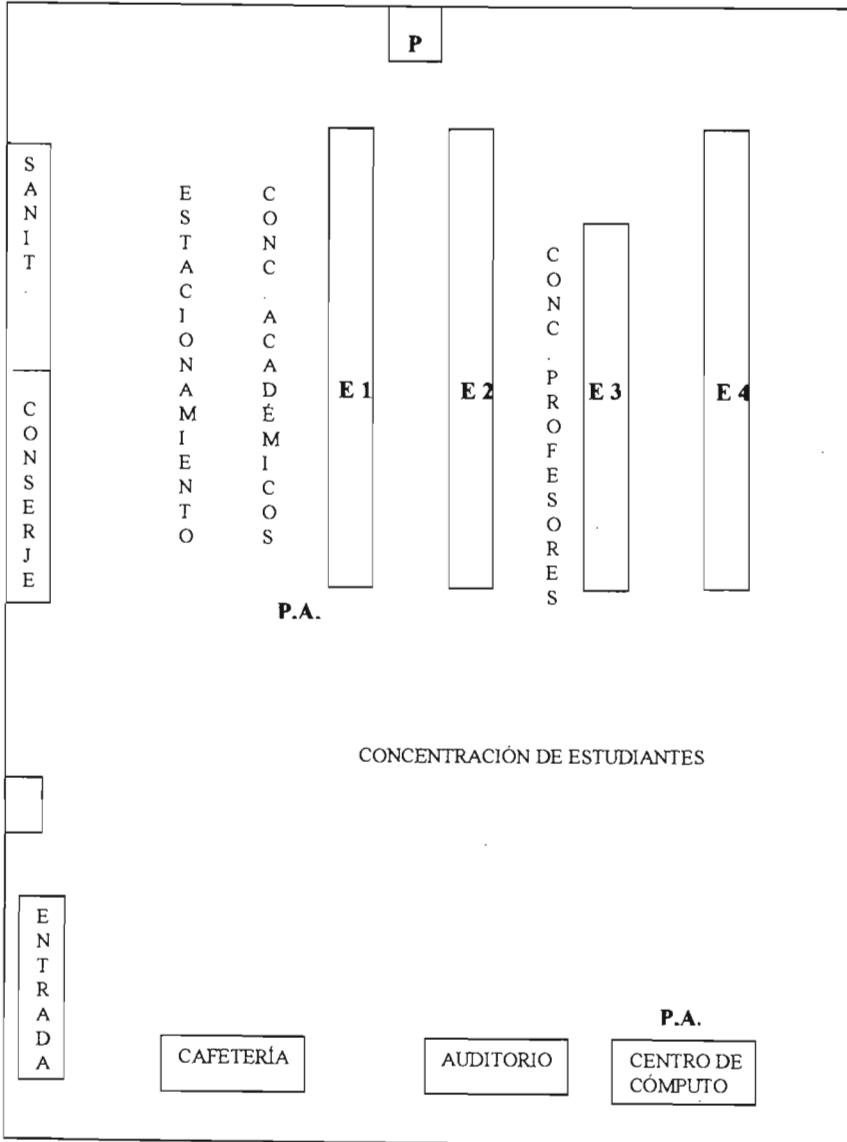 P
SANIT.
ESTACIONAMIENTO
CONC. ACADÉMICOS
E 1
E 2
CONC. PROFESORES
E 3
E 4
CONSERJE
P.A.
CONCENTRACIÓN DE ESTUDIANTES
ENTRADA
P.A.
CAFETERÍA
AUDITORIO
CENTRO DE
CÓMPUTO